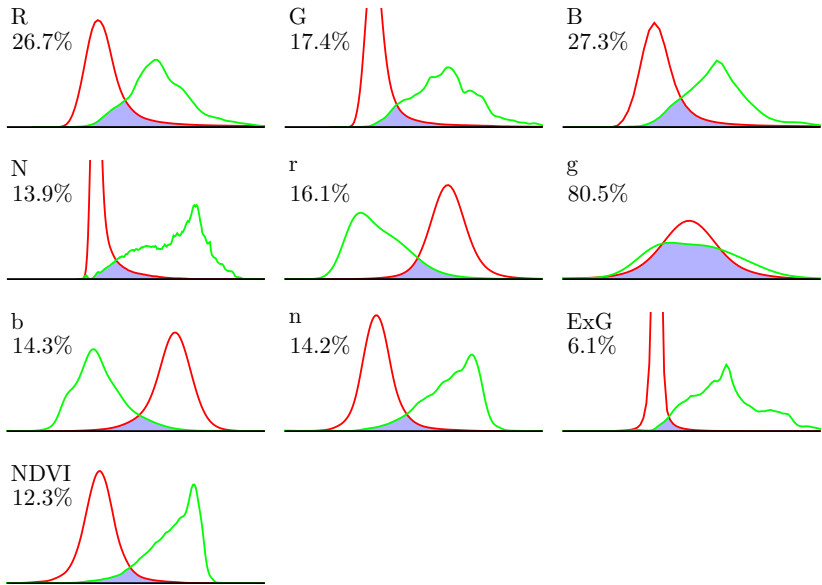 R
26.7%
G
17.4%
B
27.3%
N
13.9%
r
16.1%
g
80.5%
b
14.3%
n
14.2%
ExG
6.1%
NDVI
12.3%